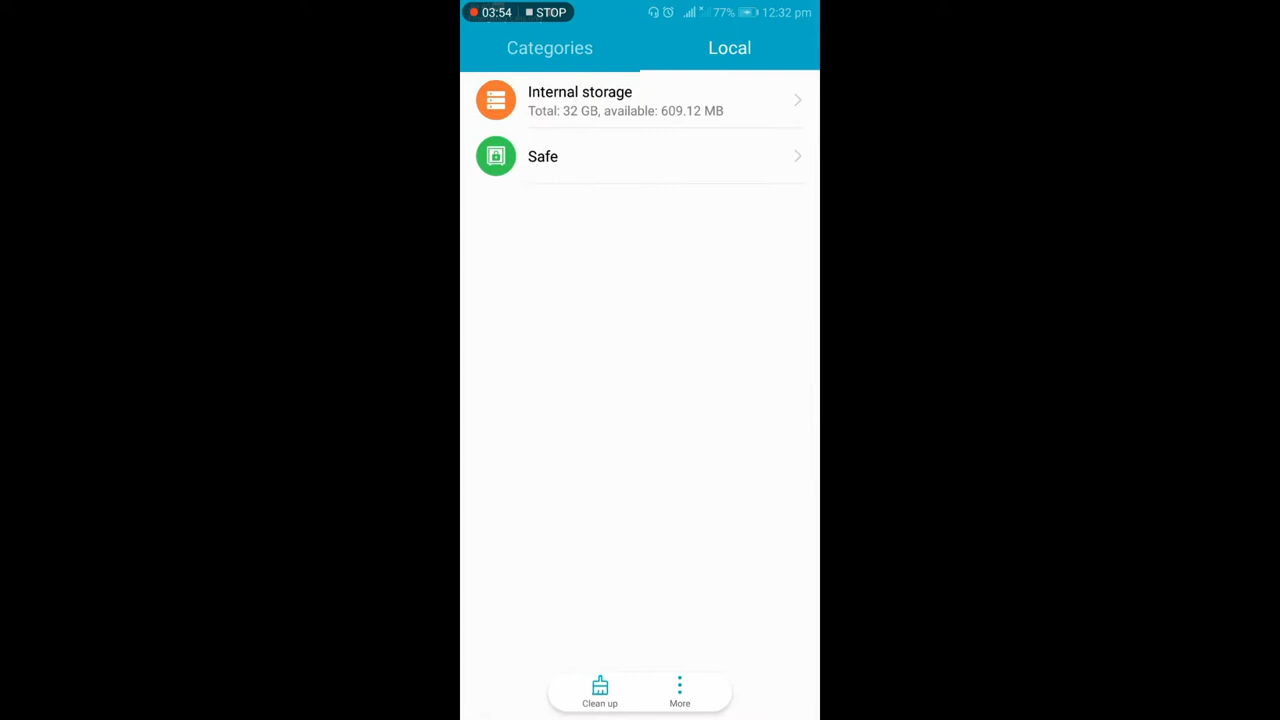 03:54 STOP 77% 12:32 pm
Categories Local
Internal storage
Total: 32 GB, available: 609.12 MB
Safe
Clean up More